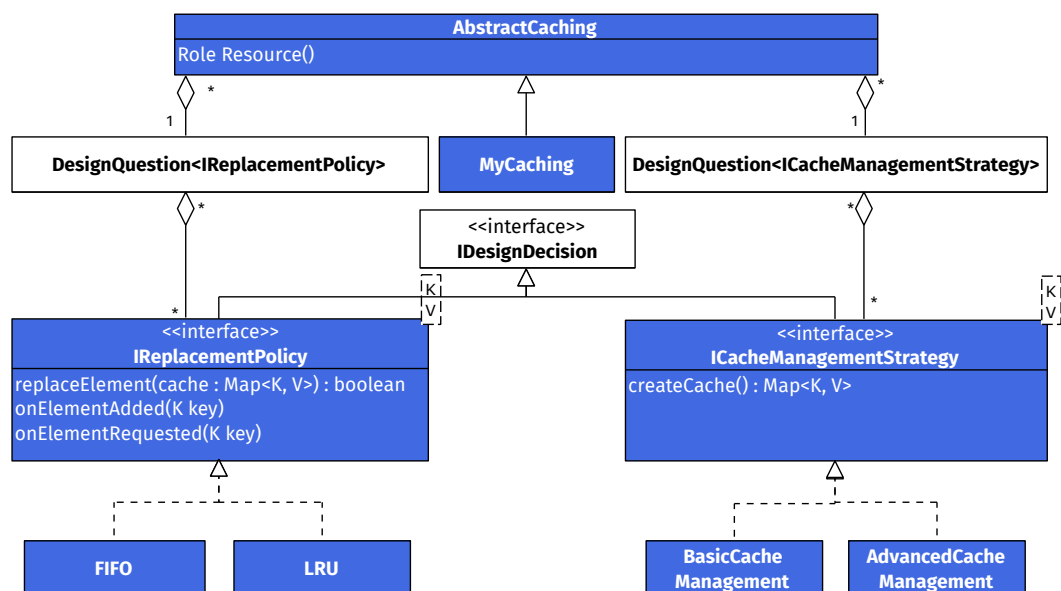 AbstractCaching
Role Resource()
*
*
1
1
DesignQuestion<IReplacementPolicy>
MyCaching
DesignQuestion<ICacheManagementStrategy>
*
*
<<interface>>
IDesignDecision
K
V
K
V
*
*
<<interface>>
IReplacementPolicy
replaceElement(cache : Map<K, V>) : boolean
onElementAdded(K key)
onElementRequested(K key)
<<interface>>
ICacheManagementStrategy
createCache() : Map<K, V>
FIFO
LRU
BasicCache
Management
AdvancedCache
Management